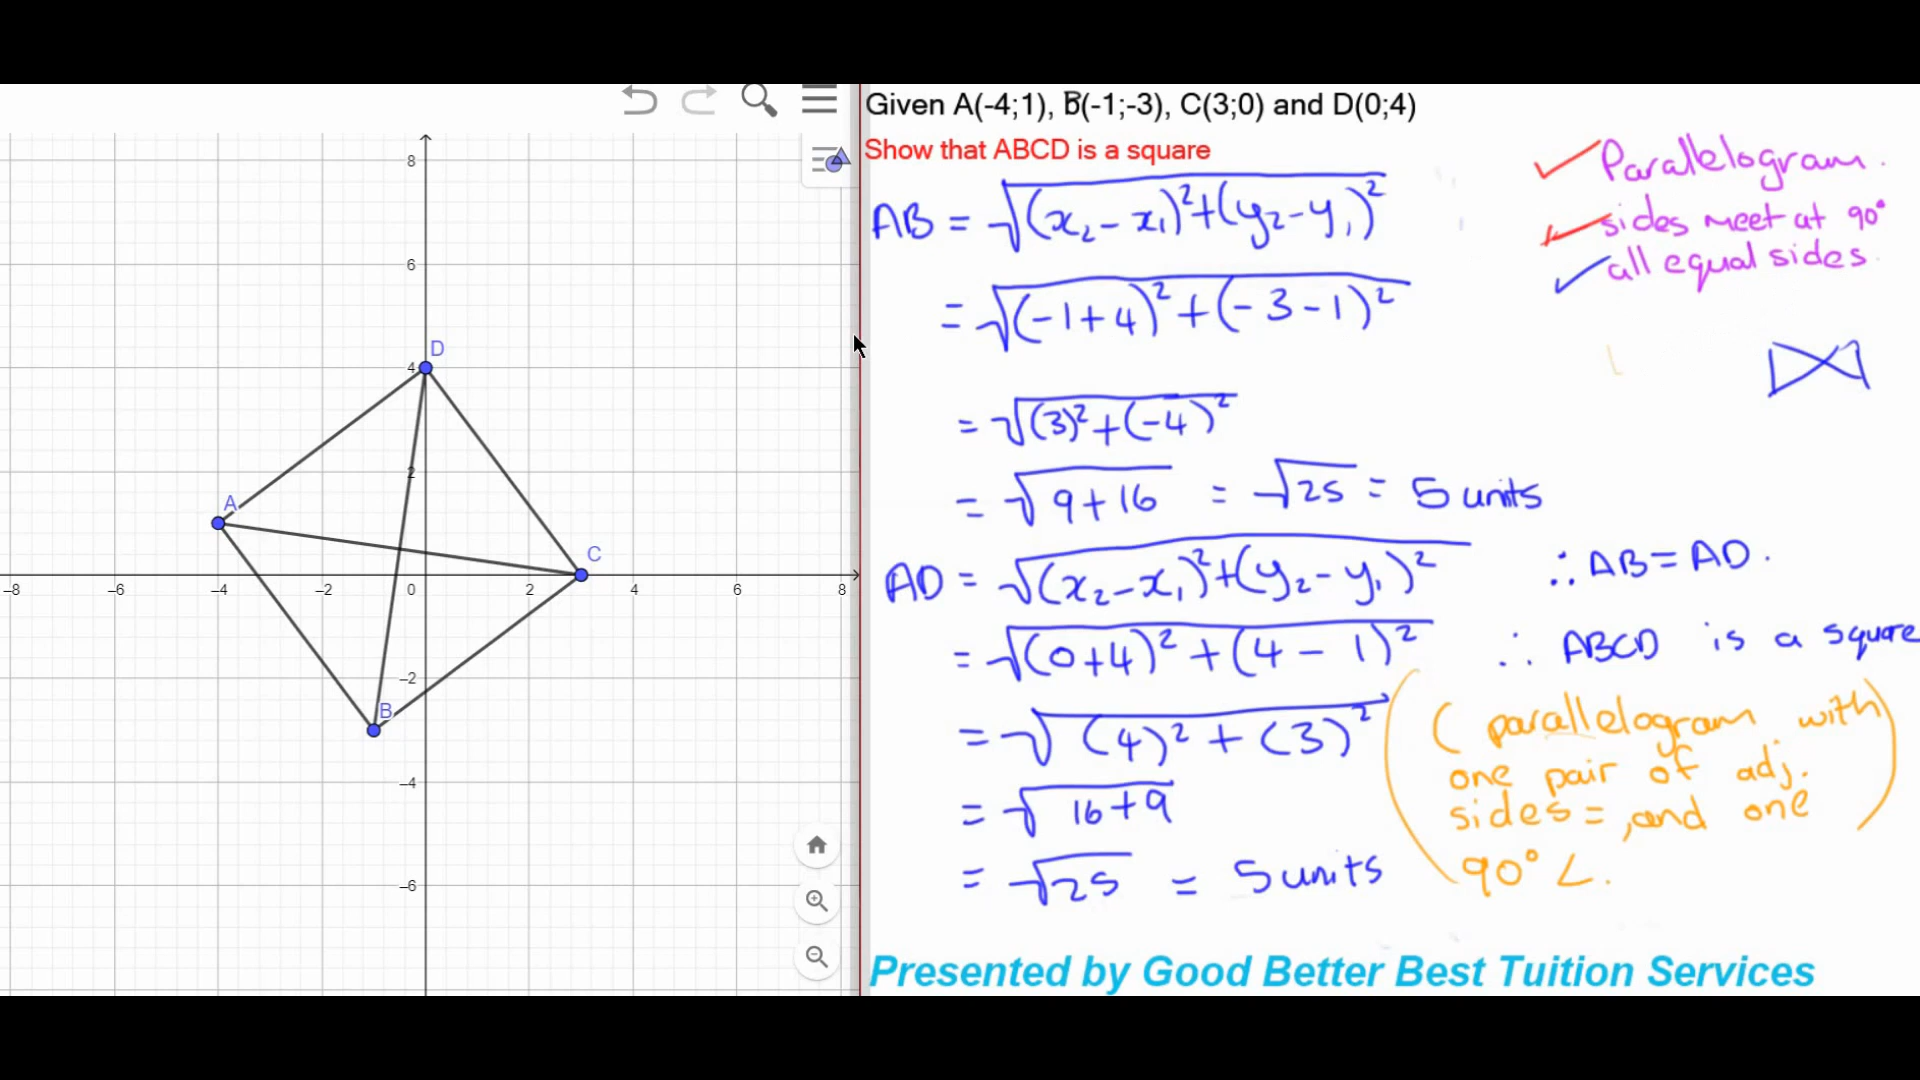 Given A(-4;1), B(-1;-3), C(3;0) and D(0;4)
Show that ABCD is a square
AB = √(x₂-x₁)²+(y₂-y₁)²
= √(-1+4)²+(-3-1)²
= √(3)²+(-4)²
= √9+16 = √25 = 5 units
AD = √(x₂-x₁)²+(y₂-y₁)²
= √(0+4)²+(4-1)²
= √(4)²+(3)²
= √16+9
= √25 = 5 units
Parallelogram.
sides meet at 90°
all equal sides.
∴ AB = AD.
∴ ABCD is a square
( parallelogram with
one pair of adj.
sides = , and one
90° ∠.
8
6
D
4
2
A
C
-8 -6 -4 -2 0 2 4 6 8
-2
B
-4
-6
Presented by Good Better Best Tuition Services